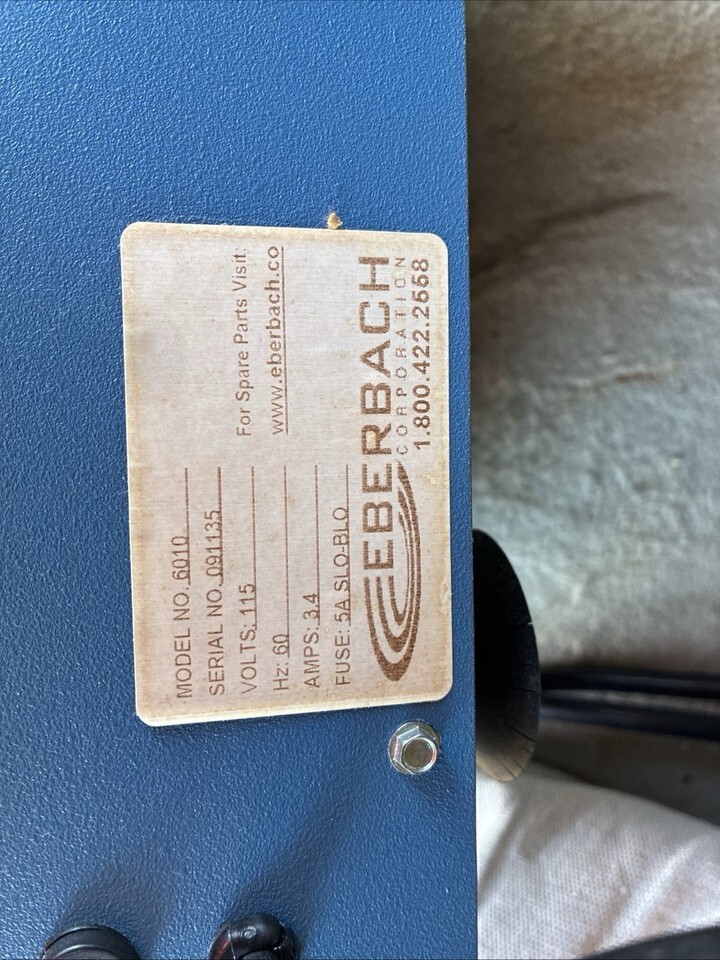 MODEL NO. 6010
SERIAL NO. 091135
VOLTS: 115
Hz: 60
AMPS: 3.4
FUSE: 5A SLO-BLO
For Spare Parts Visit:
www.eberbach.co
EBERBACH
CORPORATION
1.800.422.2558